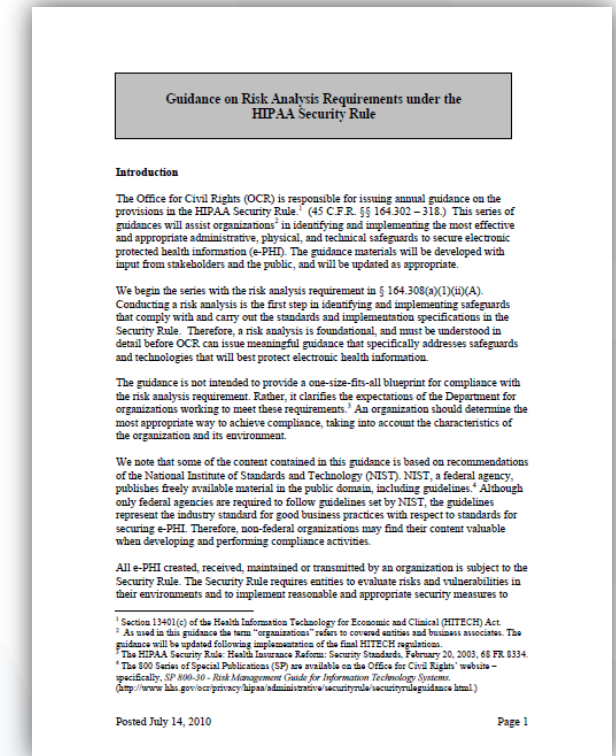 Guidance on Risk Analysis Requirements under the
HIPAA Security Rule
Introduction
The Office for Civil Rights (OCR) is responsible for issuing annual guidance on the
provisions in the HIPAA Security Rule.¹ (45 C.F.R. §§ 164.302 – 318.) This series of
guidances will assist organizations² in identifying and implementing the most effective
and appropriate administrative, physical, and technical safeguards to secure electronic
protected health information (e-PHI). The guidance materials will be developed with
input from stakeholders and the public, and will be updated as appropriate.
We begin the series with the risk analysis requirement in § 164.308(a)(1)(ii)(A).
Conducting a risk analysis is the first step in identifying and implementing safeguards
that comply with and carry out the standards and implementation specifications in the
Security Rule. Therefore, a risk analysis is foundational, and must be understood in
detail before OCR can issue meaningful guidance that specifically addresses safeguards
and technologies that will best protect electronic health information.
The guidance is not intended to provide a one-size-fits-all blueprint for compliance with
the risk analysis requirement. Rather, it clarifies the expectations of the Department for
organizations working to meet these requirements.³ An organization should determine the
most appropriate way to achieve compliance, taking into account the characteristics of
the organization and its environment.
We note that some of the content contained in this guidance is based on recommendations
of the National Institute of Standards and Technology (NIST). NIST, a federal agency,
publishes freely available material in the public domain, including guidelines.⁴ Although
only federal agencies are required to follow guidelines set by NIST, the guidelines
represent the industry standard for good business practices with respect to standards for
securing e-PHI. Therefore, non-federal organizations may find their content valuable
when developing and performing compliance activities.
All e-PHI created, received, maintained or transmitted by an organization is subject to the
Security Rule. The Security Rule requires entities to evaluate risks and vulnerabilities in
their environments and to implement reasonable and appropriate security measures to
¹ Section 13401(c) of the Health Information Technology for Economic and Clinical (HITECH) Act.
² As used in this guidance the term "organizations" refers to covered entities and business associates. The
guidance will be updated following implementation of the final HITECH regulations.
³ The HIPAA Security Rule: Health Insurance Reform: Security Standards, February 20, 2003, 68 FR 8334.
⁴ The 800 Series of Special Publications (SP) are available on the Office for Civil Rights' website –
specifically, SP 800-30 - Risk Management Guide for Information Technology Systems.
(http://www.hhs.gov/ocr/privacy/hipaa/administrative/securityrule/securityruleguidance.html.)
Posted July 14, 2010 Page 1